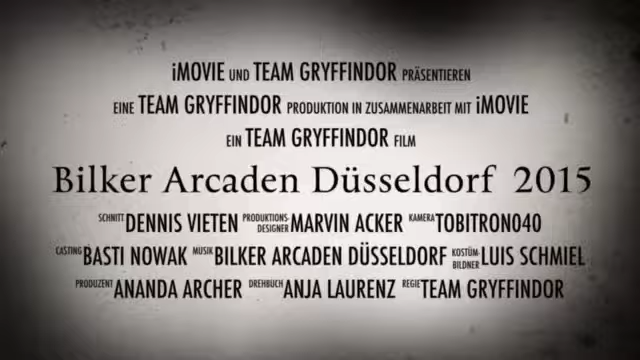 iMOVIE UND TEAM GRYFFINDOR PRÄSENTIEREN
EINE TEAM GRYFFINDOR PRODUKTION IN ZUSAMMENARBEIT MIT iMOVIE
EIN TEAM GRYFFINDOR FILM
Bilker Arcaden Düsseldorf 2015
SCHNITT DENNIS VIETEN PRODUKTIONS-DESIGNER MARVIN ACKER KAMERA TOBITRON040
CASTING BASTI NOWAK MUSIK BILKER ARCADEN DÜSSELDORF KOSTÜM-BILDNER LUIS SCHMIEL
PRODUZENT ANANDA ARCHER DREHBUCH ANJA LAURENZ REGIE TEAM GRYFFINDOR